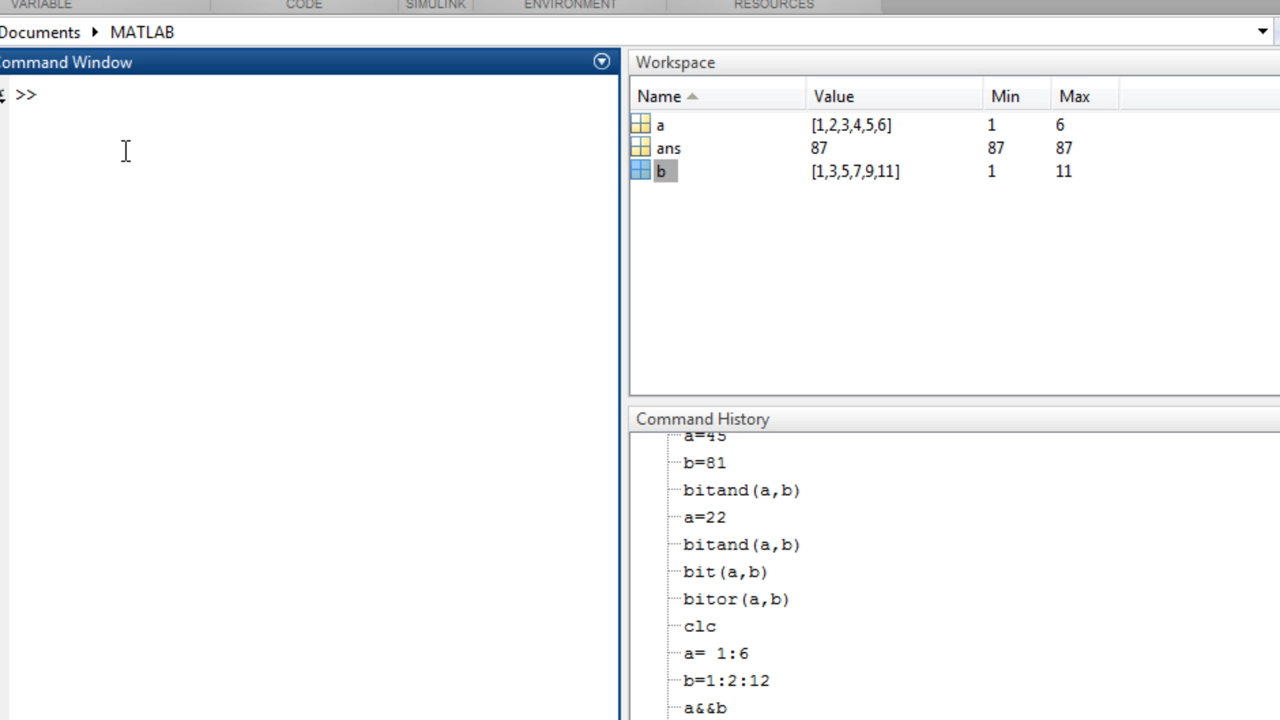 VARIABLE CODE SIMULINK ENVIRONMENT RESOURCES
Documents MATLAB
Command Window
>>
Workspace
Name Value Min Max
a [1,2,3,4,5,6] 1 6
ans 87 87 87
b [1,3,5,7,9,11] 1 11
Command History
a=45
b=81
bitand(a,b)
a=22
bitand(a,b)
bit(a,b)
bitor(a,b)
clc
a= 1:6
b=1:2:12
a&&b